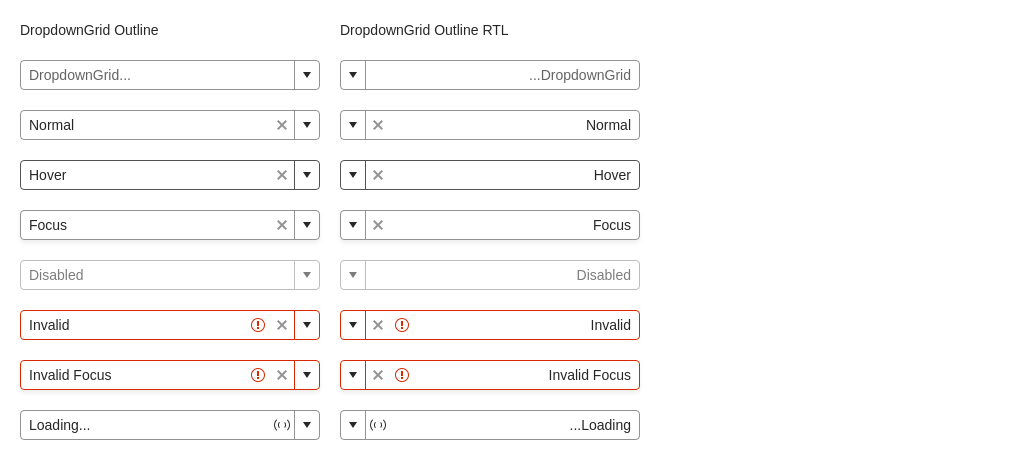 DropdownGrid Outline
DropdownGrid Outline RTL
DropdownGrid...
...DropdownGrid
Normal
Normal
Hover
Hover
Focus
Focus
Disabled
Disabled
Invalid
Invalid
Invalid Focus
Invalid Focus
Loading...
...Loading